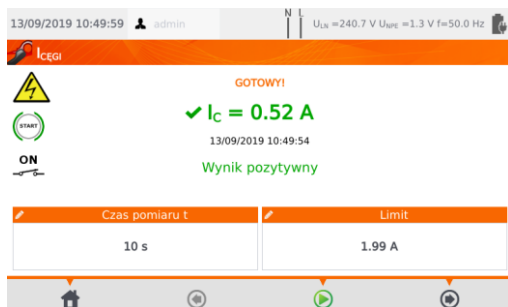 13/09/2019 10:49:59 admin N L U_LN =240.7 V U_NPE =1.3 V f=50.0 Hz
I_CĘGI
GOTOWY!
✔ I_C = 0.52 A
START
13/09/2019 10:49:54
ON
Wynik pozytywny
Czas pomiaru t Limit
10 s 1.99 A